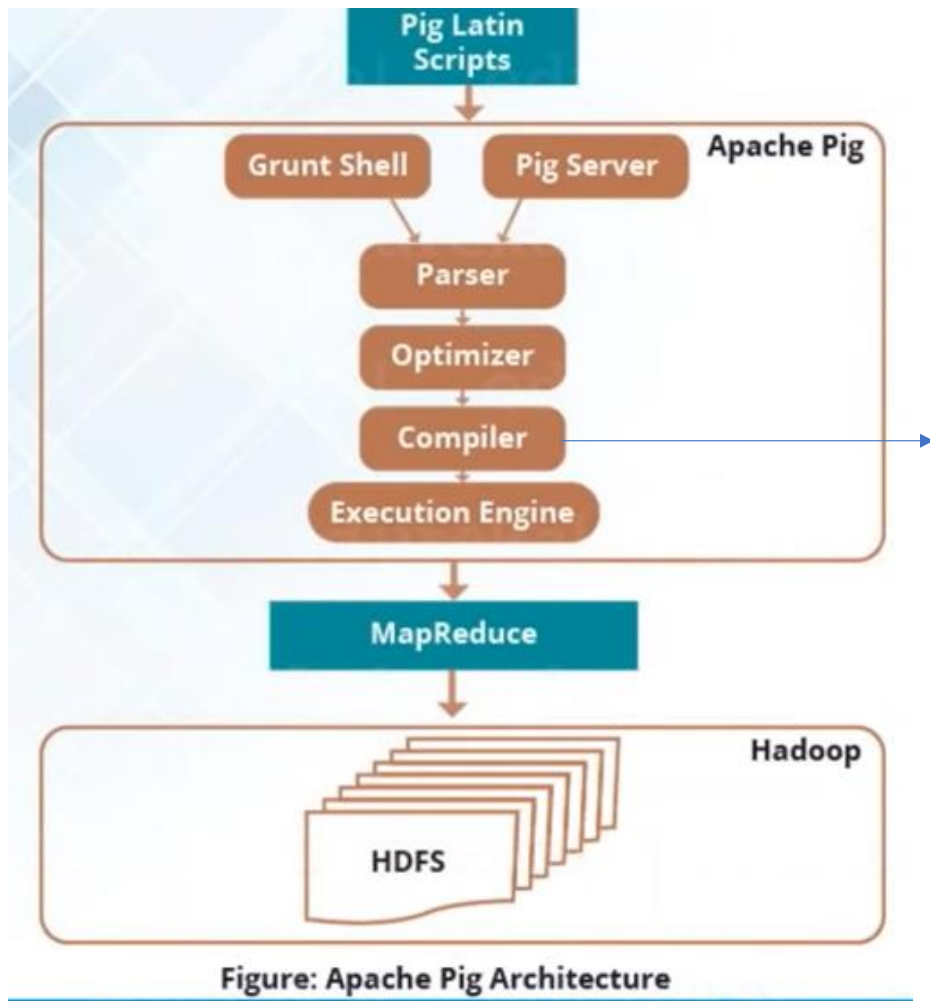 Pig Latin
Scripts
Apache Pig
Grunt Shell
Pig Server
Parser
Optimizer
Compiler
Execution Engine
MapReduce
Hadoop
HDFS
Figure: Apache Pig Architecture